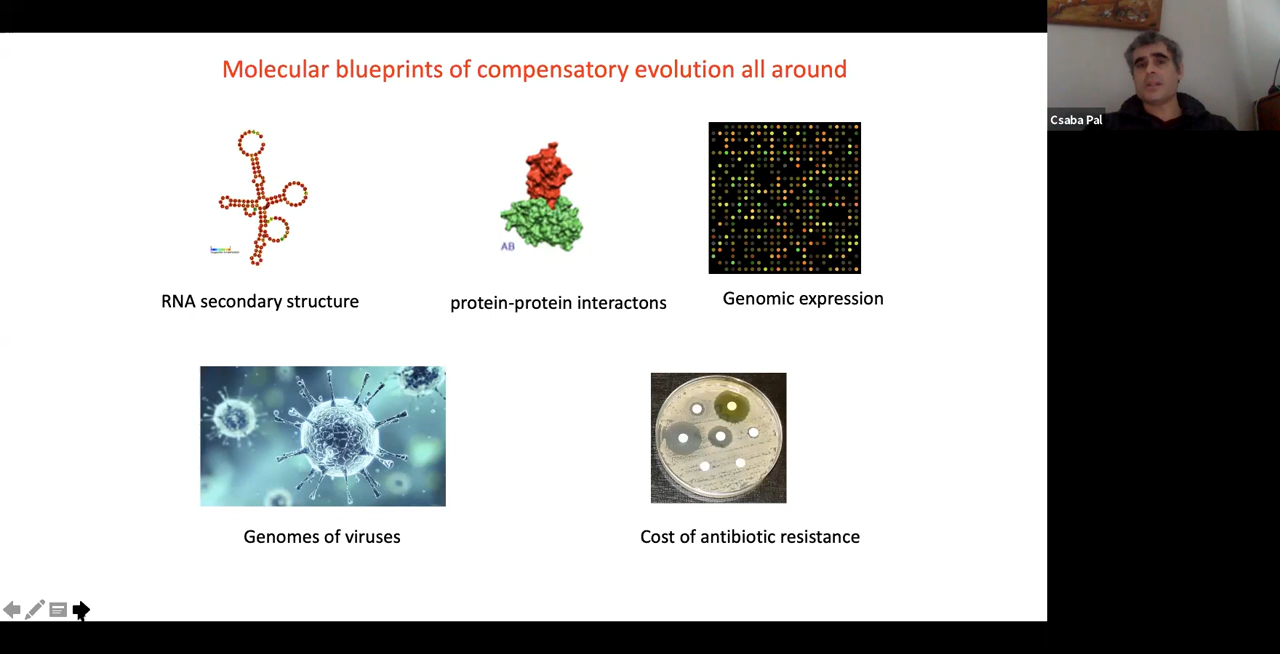 Molecular blueprints of compensatory evolution all around
Csaba Pal
AB
RNA secondary structure
protein-protein interactons
Genomic expression
Genomes of viruses
Cost of antibiotic resistance